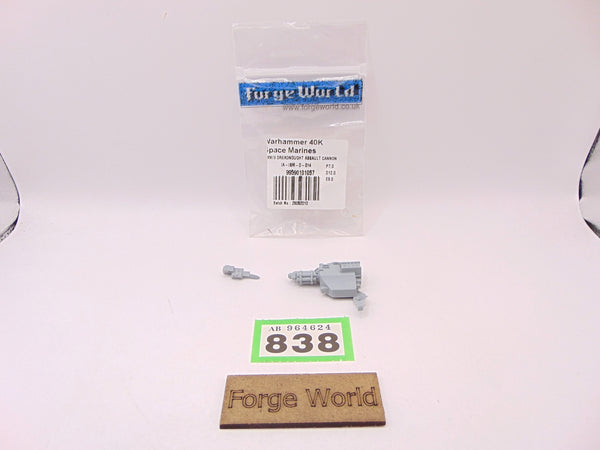 Forge World
www.forgeworld.co.uk
Warhammer 40K
Space Marines
DREADNOUGHT ASSAULT CANNON
99590101057
AB 964624
838
Forge World